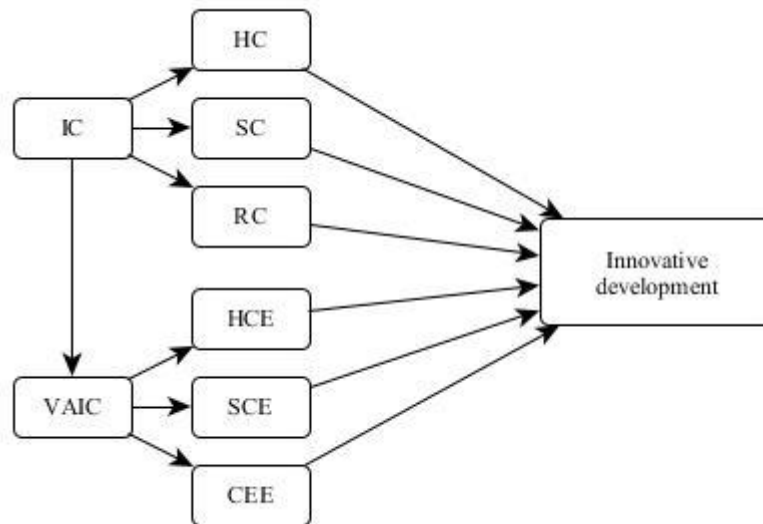 HC
IC
SC
RC
Innovative
development
HCE
VAIC
SCE
CEE